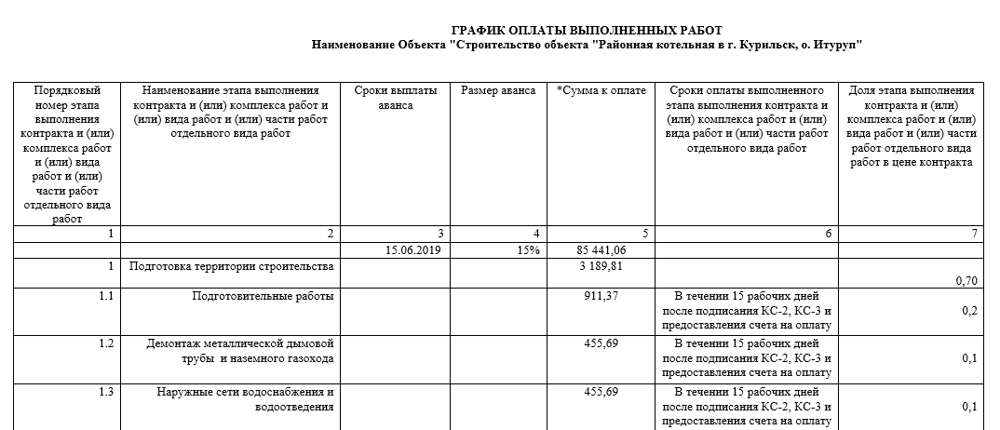 ГРАФИК ОПЛАТЫ ВЫПОЛНЕННЫХ РАБОТ
Наименование Объекта "Строительство объекта "Районная котельная в г. Курильск, о. Итуруп"
Порядковый
номер этапа
выполнения
контракта и (или)
комплекса работ
и (или) вида
работ и (или)
части работ
отдельного вида
работ
Наименование этапа выполнения
контракта и (или) комплекса работ и
(или) вида работ и (или) части работ
отдельного вида работ
Сроки выплаты
аванса
Размер аванса
*Сумма к оплате
Сроки оплаты выполненного
этапа выполнения контракта и
(или) комплекса работ и (или)
вида работ и (или) части работ
отдельного вида работ
Доля этапа выполнения
контракта и (или)
комплекса работ и (или)
вида работ и (или) части
работ отдельного вида
работ в цене контракта
1 2 3 4 5 6 7
15.06.2019 15% 85 441,06
1 Подготовка территории строительства 3 189,81
0,70
1.1 Подготовительные работы 911,37 В течении 15 рабочих дней
после подписания КС-2, КС-3 и
предоставления счета на оплату
0,2
1.2 Демонтаж металлической дымовой
трубы и наземного газохода
455,69 В течении 15 рабочих дней
после подписания КС-2, КС-3 и
предоставления счета на оплату
0,1
1.3 Наружные сети водоснабжения и
водоотведения
455,69 В течении 15 рабочих дней
после подписания КС-2, КС-3 и
предоставления счета на оплату
0,1